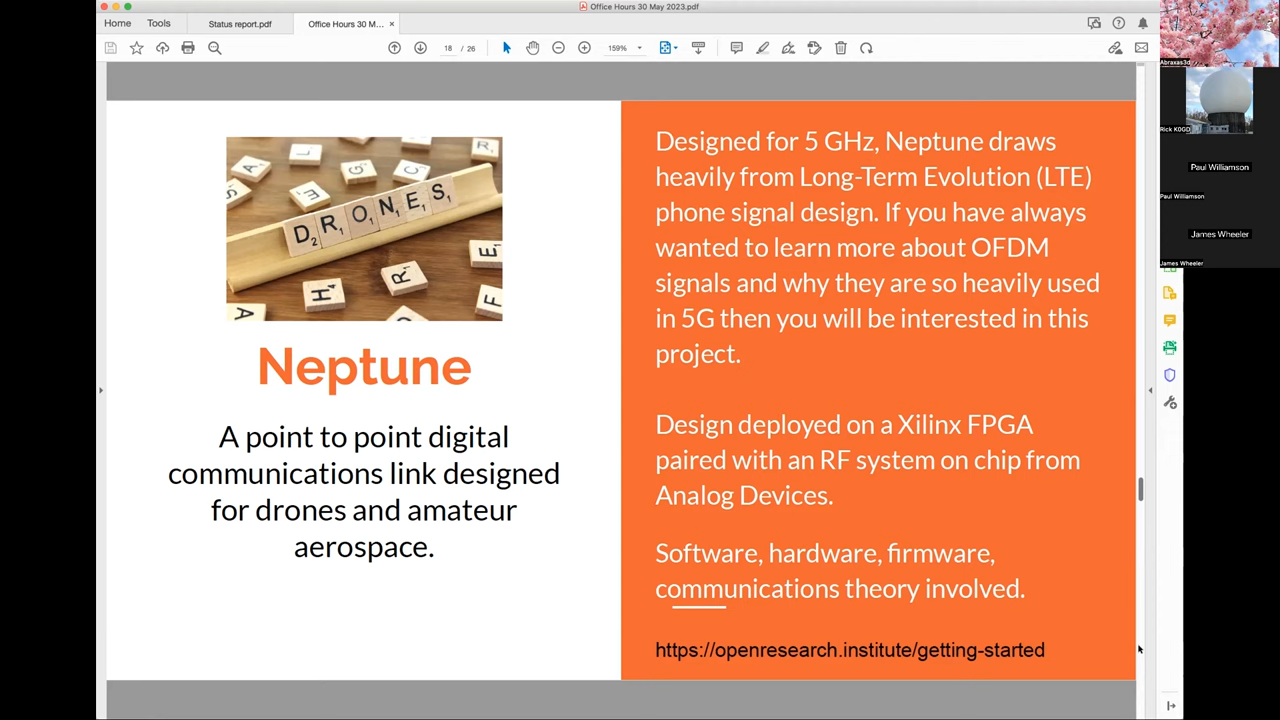 Office Hours 30 May 2023.pdf
Home
Tools
Status report.pdf
Office Hours 30 M...
18 / 26
159%
DRONES
Neptune
A point to point digital
communications link designed
for drones and amateur
aerospace.
Designed for 5 GHz, Neptune draws
heavily from Long-Term Evolution (LTE)
phone signal design. If you have always
wanted to learn more about OFDM
signals and why they are so heavily used
in 5G then you will be interested in this
project.
Design deployed on a Xilinx FPGA
paired with an RF system on chip from
Analog Devices.
Software, hardware, firmware,
communications theory involved.
https://openresearch.institute/getting-started
Abraxas3d
Rick K0GD
Paul Williamson
Paul Williamson
James Wheeler
James Wheeler